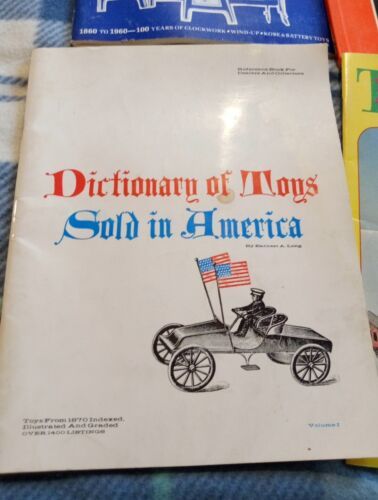 1860 TO 1960—100 YEARS OF CLOCKWORK • WIND-UP • ROBE & BATTERY TOYS
Reference Book For
Dealers And Collectors
Dictionary of Toys
Sold in America
By Earnest A. Long
Toys From 1870 Indexed,
Illustrated And Graded
OVER 1400 LISTINGS
Volume I
T